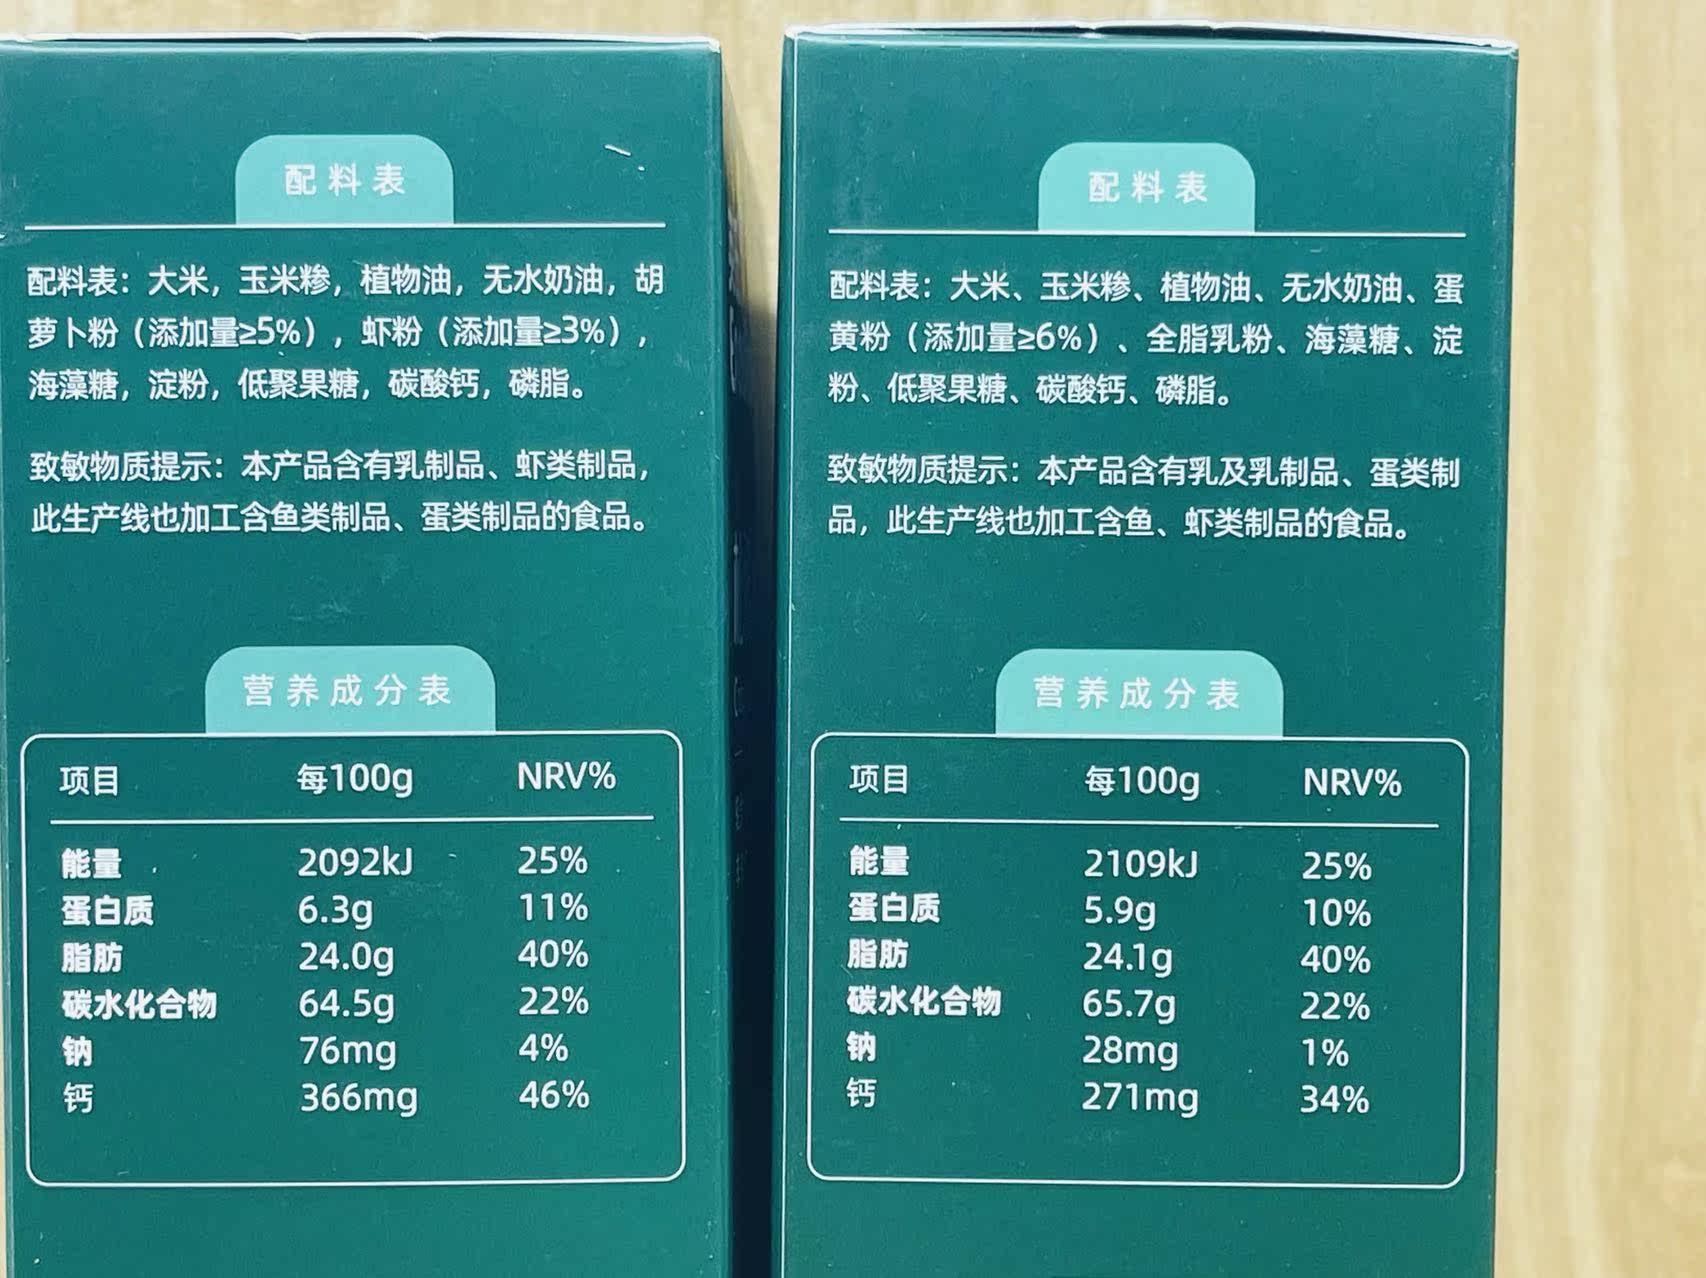 配料表
配料表：大米，玉米糁，植物油，无水奶油，胡
萝卜粉（添加量≥5%），虾粉（添加量≥3%），
海藻糖，淀粉，低聚果糖，碳酸钙，磷脂。
致敏物质提示：本产品含有乳制品、虾类制品，
此生产线也加工含鱼类制品、蛋类制品的食品。
营养成分表
项目 每100g NRV%
能量 2092kJ 25%
蛋白质 6.3g 11%
脂肪 24.0g 40%
碳水化合物 64.5g 22%
钠 76mg 4%
钙 366mg 46%
配料表
配料表：大米、玉米糁、植物油、无水奶油、蛋
黄粉（添加量≥6%）、全脂乳粉、海藻糖、淀
粉、低聚果糖、碳酸钙、磷脂。
致敏物质提示：本产品含有乳及乳制品、蛋类制
品，此生产线也加工含鱼、虾类制品的食品。
营养成分表
项目 每100g NRV%
能量 2109kJ 25%
蛋白质 5.9g 10%
脂肪 24.1g 40%
碳水化合物 65.7g 22%
钠 28mg 1%
钙 271mg 34%